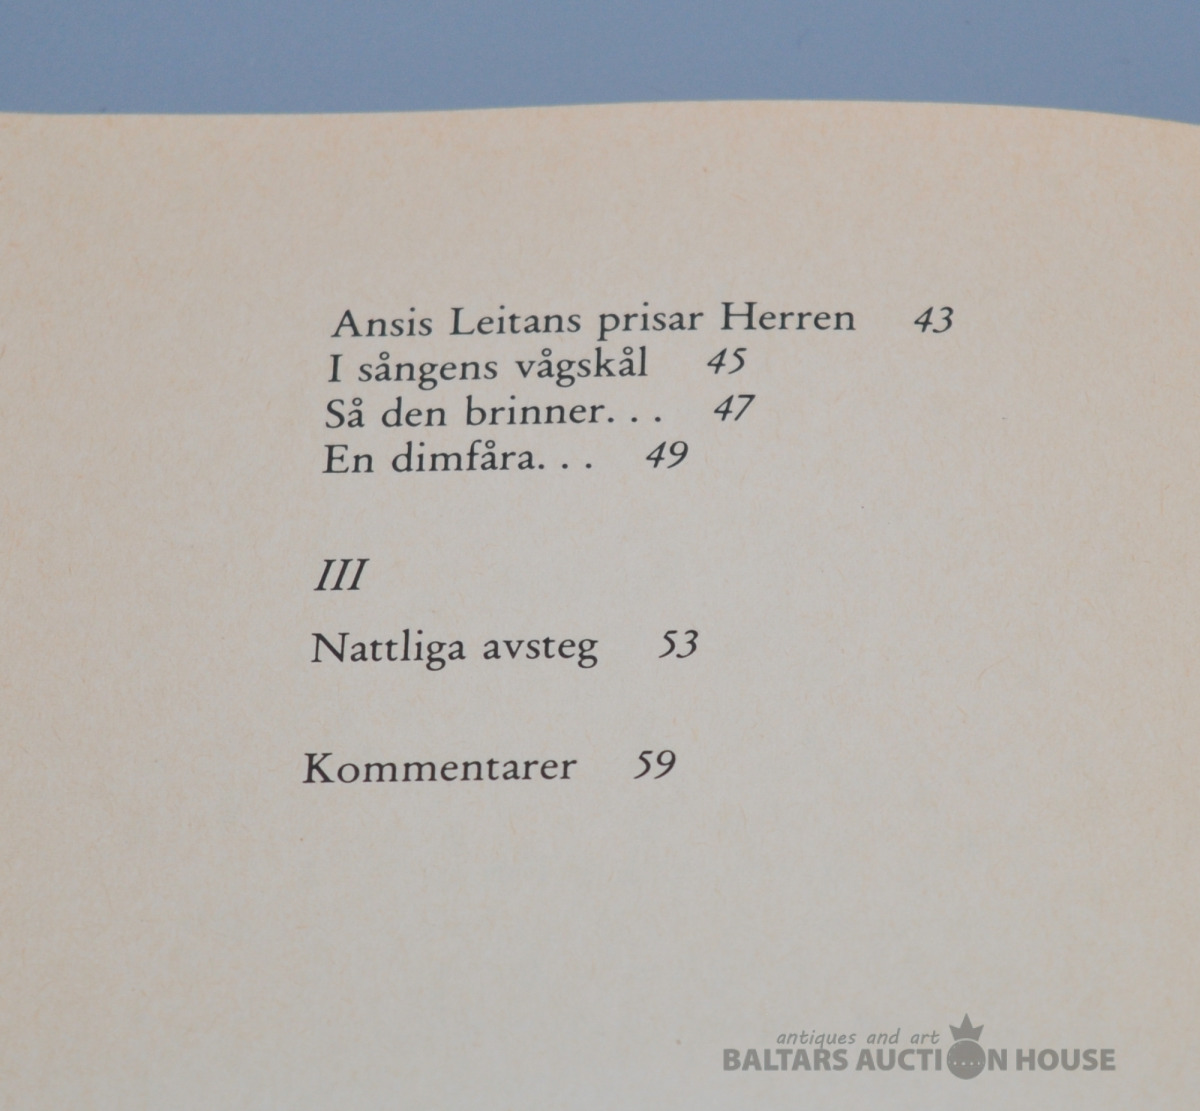 Ansis Leitans prisar Herren 43
I sångens vågskål 45
Så den brinner. . . 47
En dimfåra. . . 49
III
Nattliga avsteg 53
Kommentarer 59
antiques and art
BALTARS AUCTION HOUSE